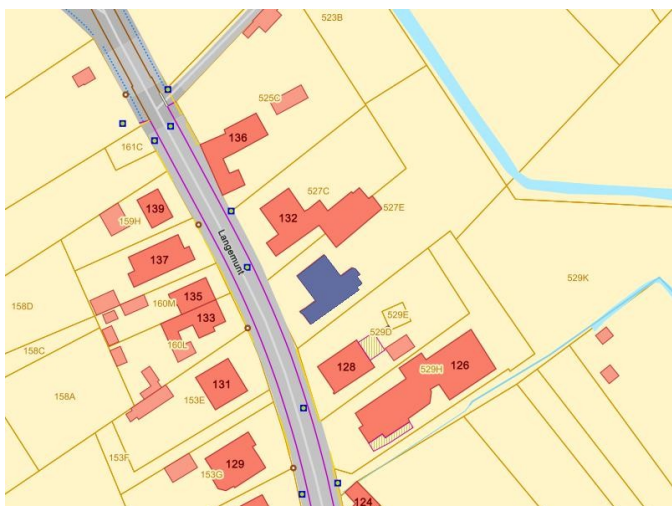 523B
525C
136
161C
527C
139
132
527E
159H
Langemunt
137
529K
135
158D
160M
133
529E
529D
158C
160L
128
126
529H
131
158A
153E
153F
129
153G
124